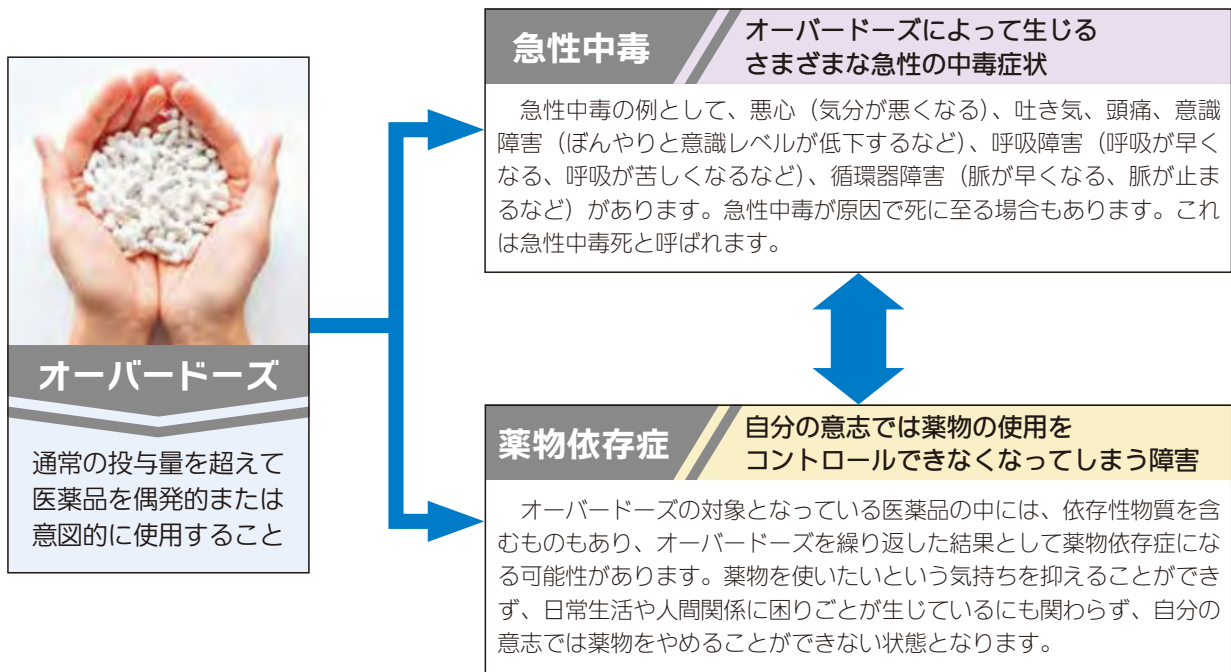 オーバードーズ
通常の投与量を超えて
医薬品を偶発的または
意図的に使用すること
急性中毒
オーバードーズによって生じる
さまざまな急性の中毒症状
　急性中毒の例として、悪心（気分が悪くなる）、吐き気、頭痛、意識
障害（ぼんやりと意識レベルが低下するなど）、呼吸障害（呼吸が早く
なる、呼吸が苦しくなるなど）、循環器障害（脈が早くなる、脈が止ま
るなど）があります。急性中毒が原因で死に至る場合もあります。これ
は急性中毒死と呼ばれます。
薬物依存症
自分の意志では薬物の使用を
コントロールできなくなってしまう障害
　オーバードーズの対象となっている医薬品の中には、依存性物質を含
むものもあり、オーバードーズを繰り返した結果として薬物依存症にな
る可能性があります。薬物を使いたいという気持ちを抑えることができ
ず、日常生活や人間関係に困りごとが生じているにも関わらず、自分の
意志では薬物をやめることができない状態となります。